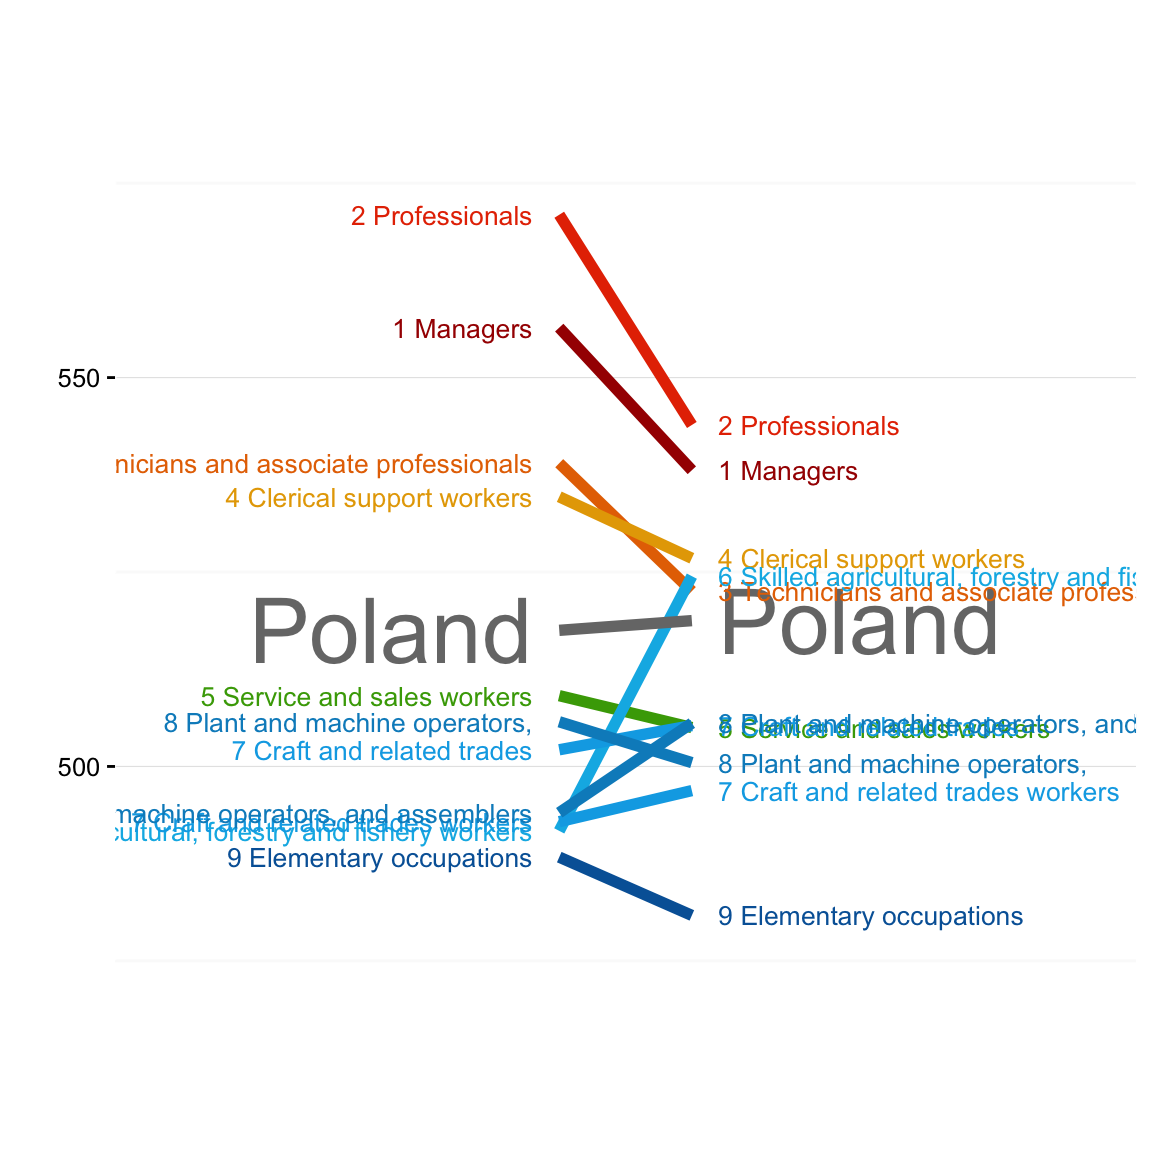 2 Professionals
1 Managers
550
2 Professionals
nicians and associate professionals
1 Managers
4 Clerical support workers
4 Clerical support workers
6 Skilled agricultural, forestry and fis
3 Technicians and associate profess
Poland
Poland
5 Service and sales workers
8 Plant and machine operators,
8 Plant and machine operators, and
5 Service and sales workers
7 Craft and related trades
500
8 Plant and machine operators,
7 Craft and related trades workers
machine operators, and assemblers
7 Craft and related trades workers
cultural, forestry and fishery workers
9 Elementary occupations
9 Elementary occupations